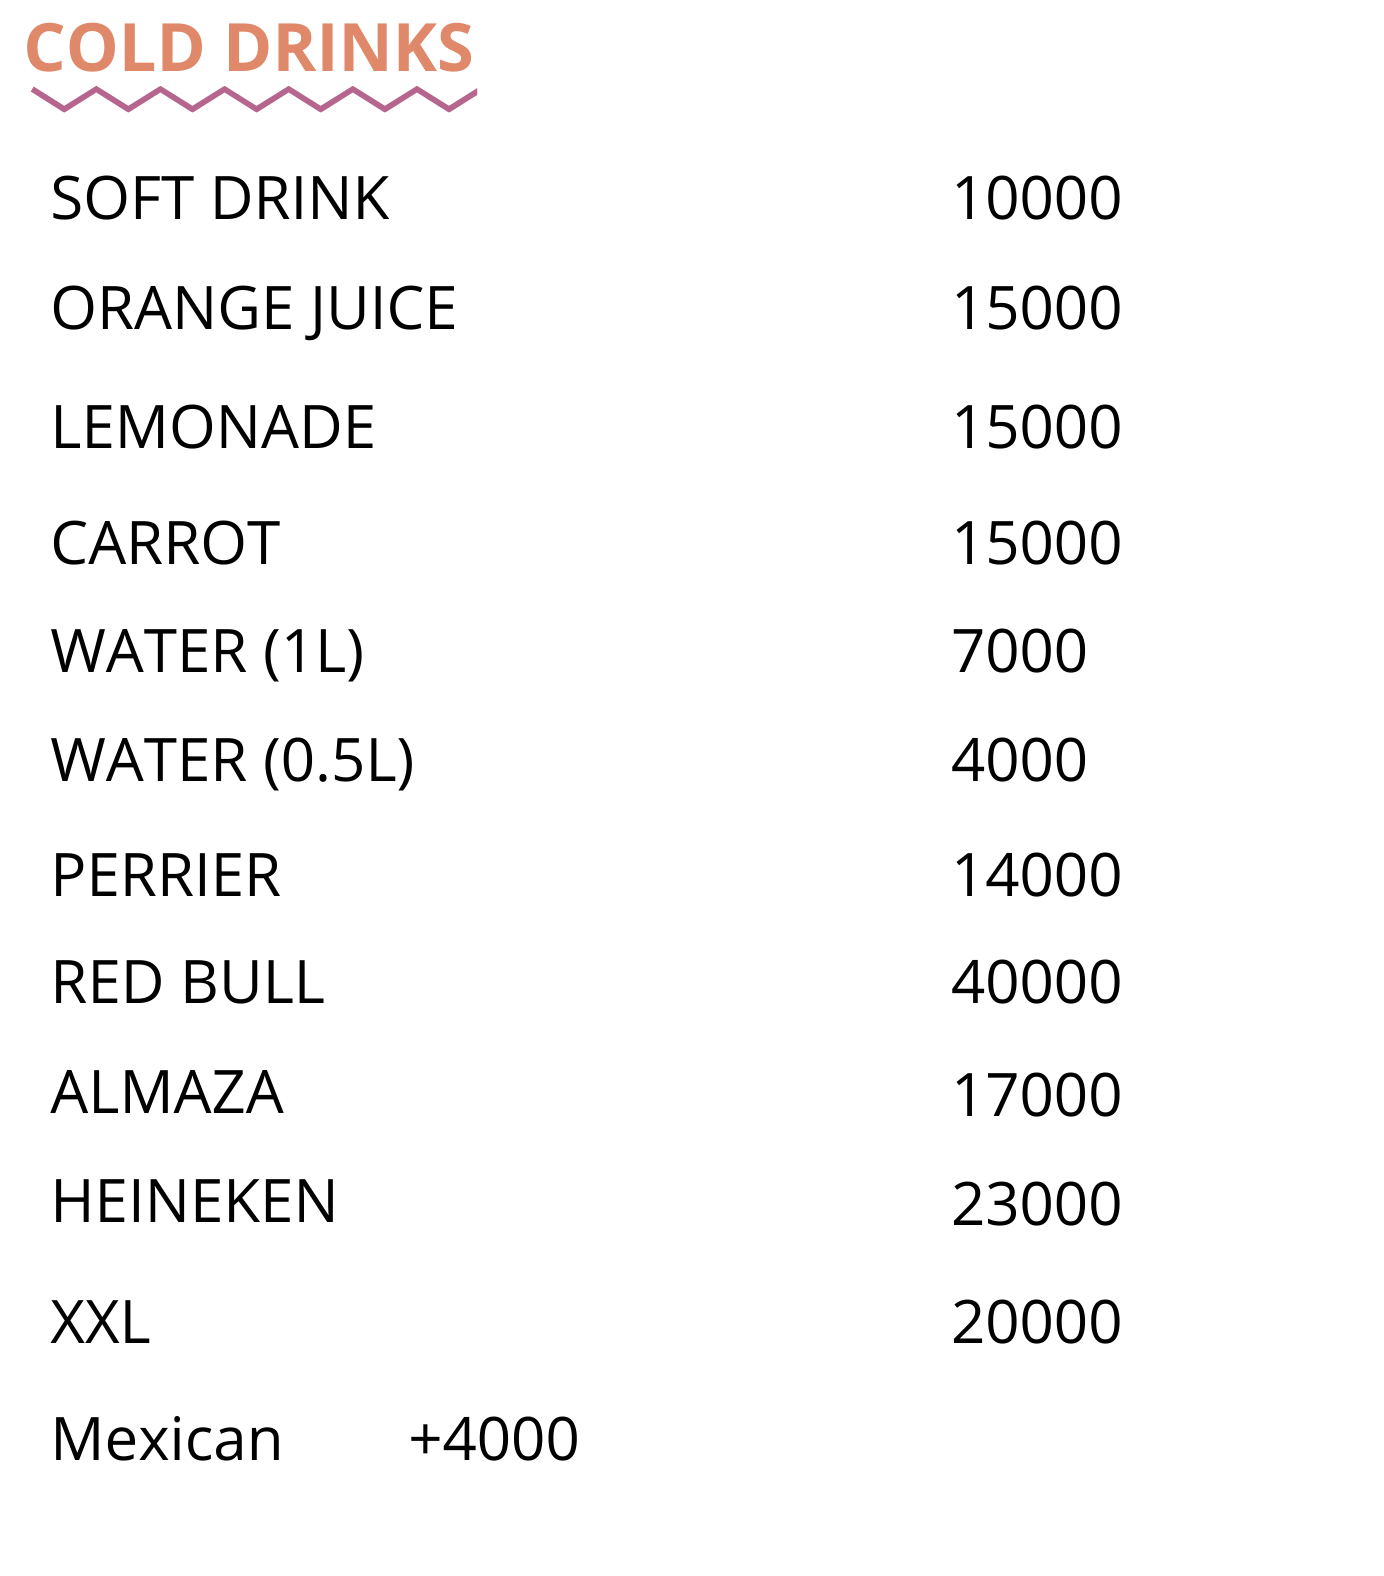 COLD DRINKS
SOFT DRINK 10000
ORANGE JUICE 15000
LEMONADE 15000
CARROT 15000
WATER (1L) 7000
WATER (0.5L) 4000
PERRIER 14000
RED BULL 40000
ALMAZA 17000
HEINEKEN 23000
XXL 20000
Mexican +4000